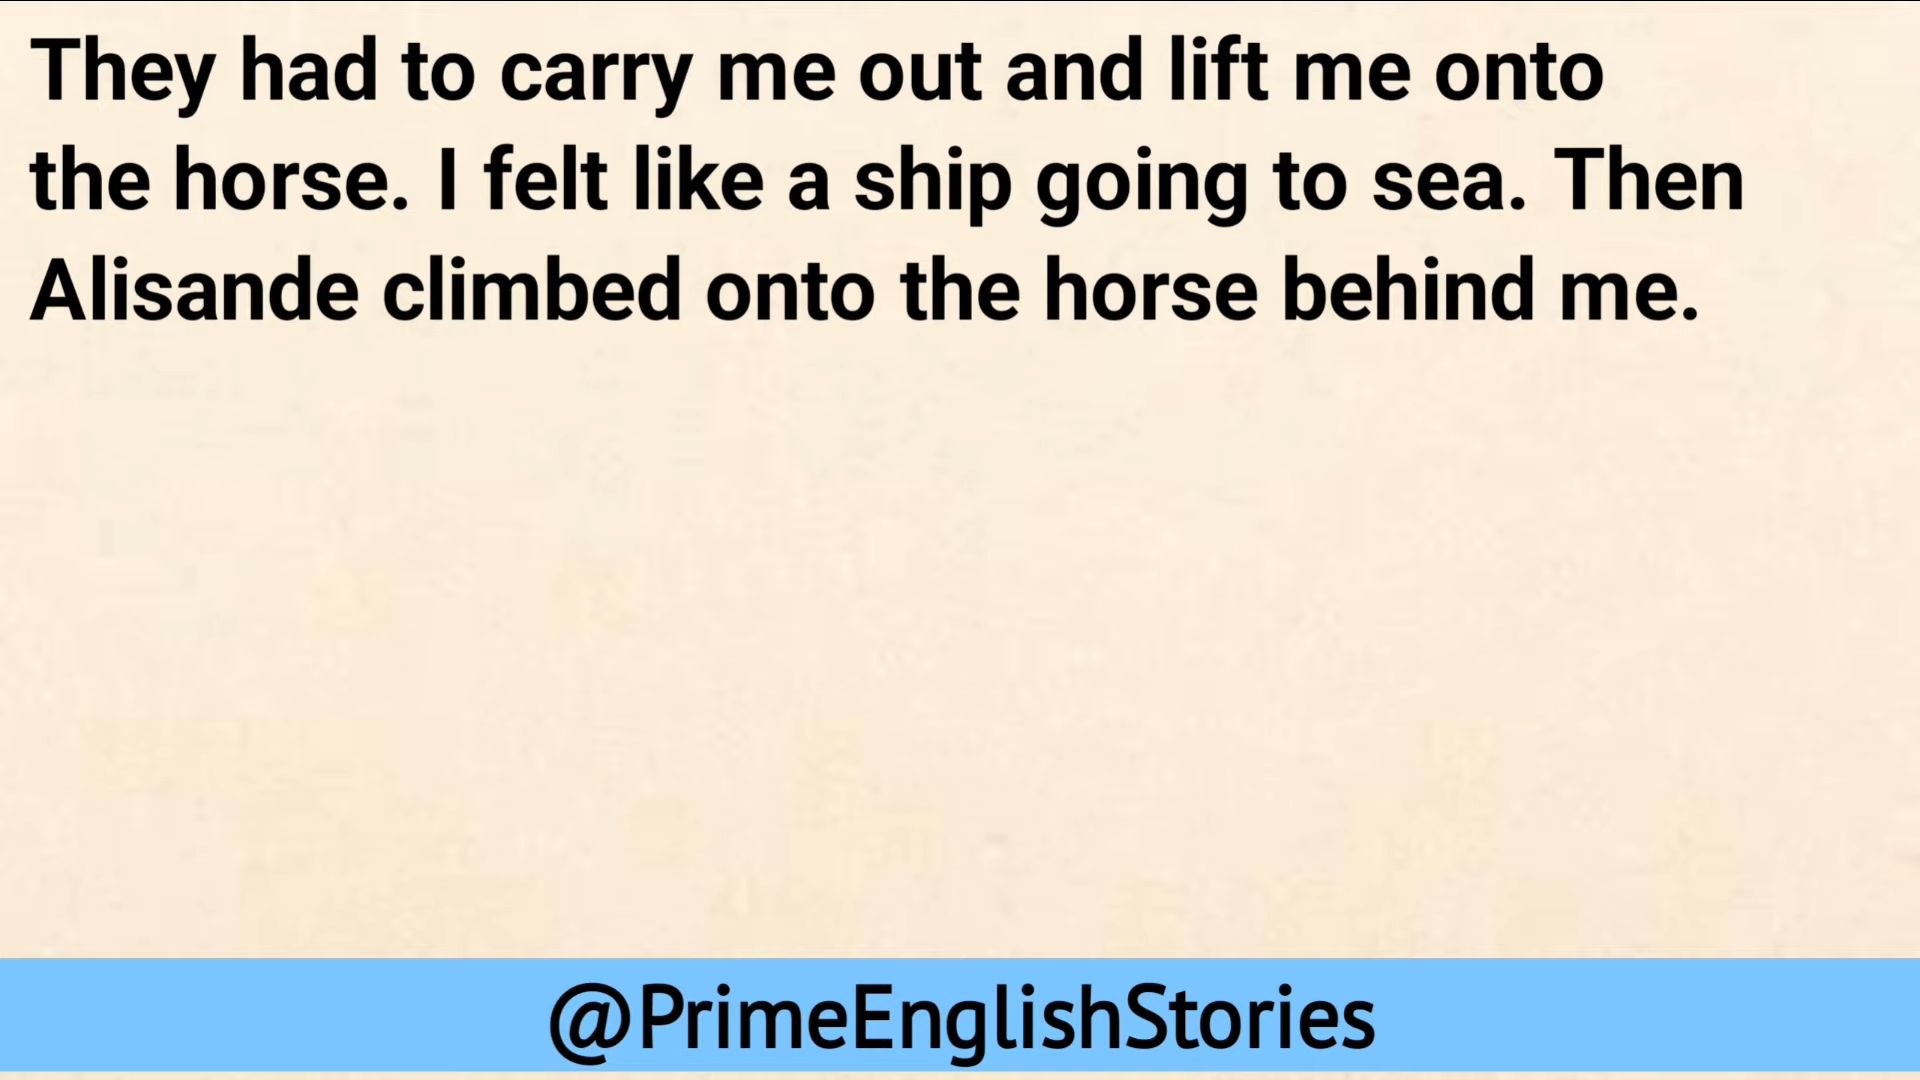 They had to carry me out and lift me onto
the horse. I felt like a ship going to sea. Then
Alisande climbed onto the horse behind me.
@PrimeEnglishStories